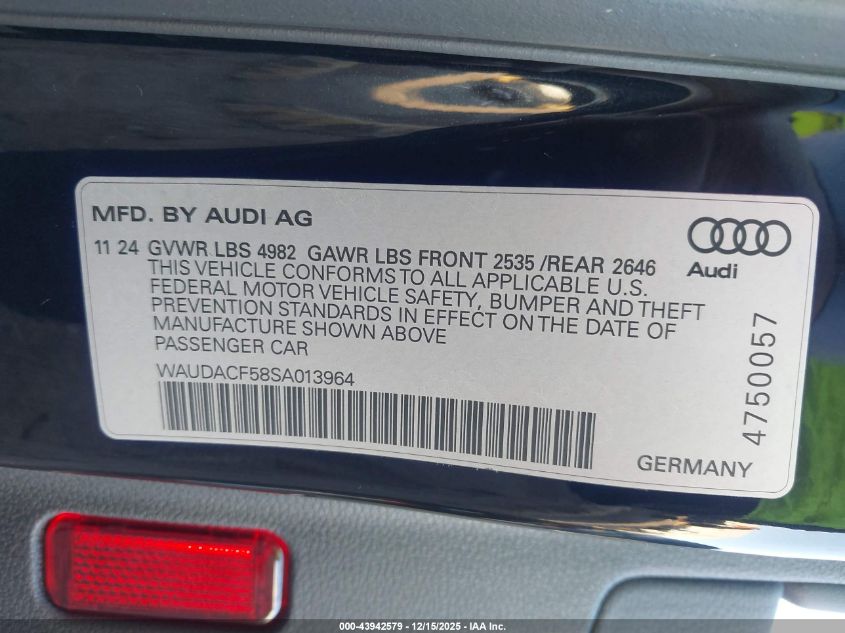 MFD. BY AUDI AG
11 24 GVWR LBS 4982 GAWR LBS FRONT 2535 /REAR 2646
THIS VEHICLE CONFORMS TO ALL APPLICABLE U.S.
FEDERAL MOTOR VEHICLE SAFETY, BUMPER AND THEFT
PREVENTION STANDARDS IN EFFECT ON THE DATE OF
MANUFACTURE SHOWN ABOVE
PASSENGER CAR
WAUDACF58SA013964
Audi
4750057
GERMANY
000-43942579 - 12/15/2025 - IAA Inc.